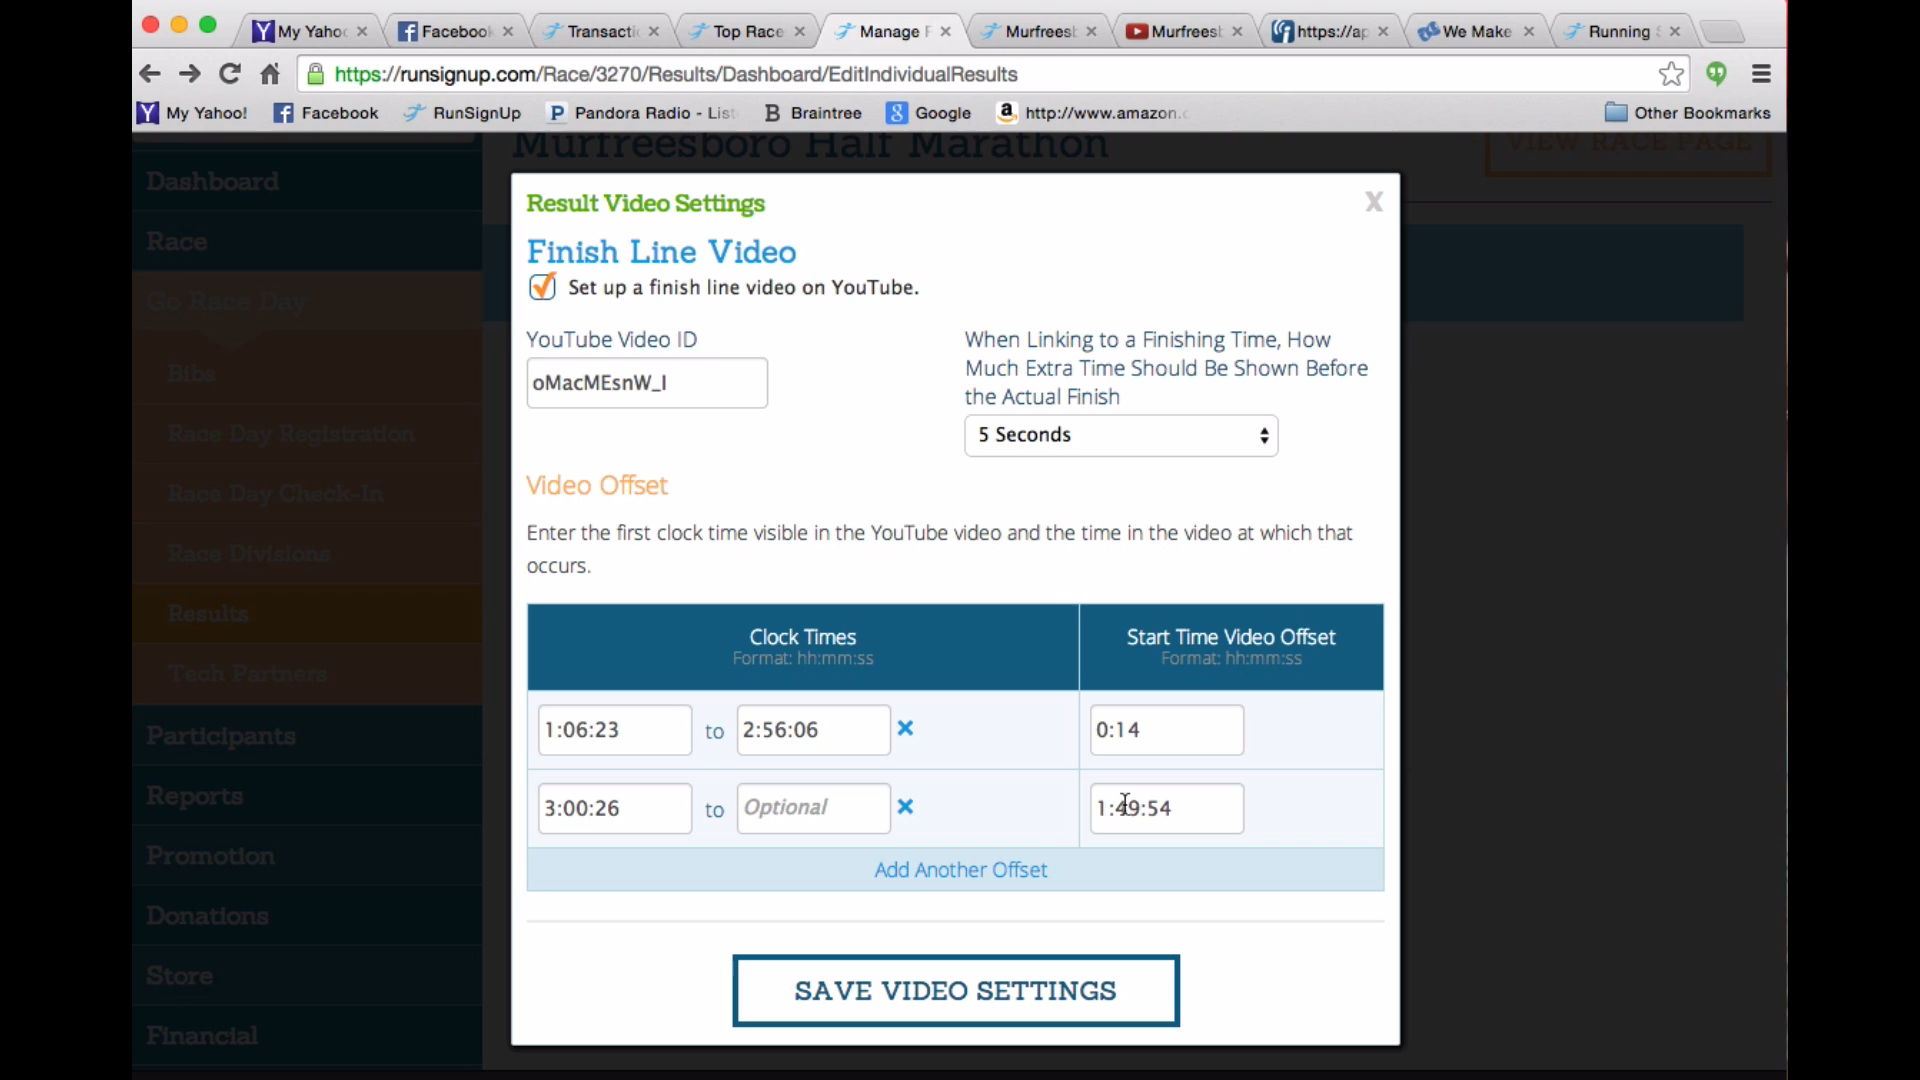 My Yahoo
Facebook
Transacti
Top Race
Manage
Murfreesb
Murfreesb
https://ap
We Make
Running
https://runsignup.com/Race/3270/Results/Dashboard/EditIndividualResults
My Yahoo!
Facebook
RunSignUp
Pandora Radio - List
Braintree
Google
http://www.amazon.c
Other Bookmarks
Murfreesboro Half Marathon
VIEW RACE PAGE
Dashboard
Race
Go Race Day
Bibs
Race Day Registration
Race Day Check-In
Race Divisions
Results
Tech Partners
Participants
Reports
Promotion
Donations
Store
Financial
Result Video Settings
X
Finish Line Video
Set up a finish line video on YouTube.
YouTube Video ID
oMacMEsnW_I
When Linking to a Finishing Time, How
Much Extra Time Should Be Shown Before
the Actual Finish
5 Seconds
Video Offset
Enter the first clock time visible in the YouTube video and the time in the video at which that
occurs.
Clock Times
Format: hh:mm:ss
Start Time Video Offset
Format: hh:mm:ss
1:06:23 to 2:56:06
0:14
3:00:26 to Optional
1:49:54
Add Another Offset
SAVE VIDEO SETTINGS